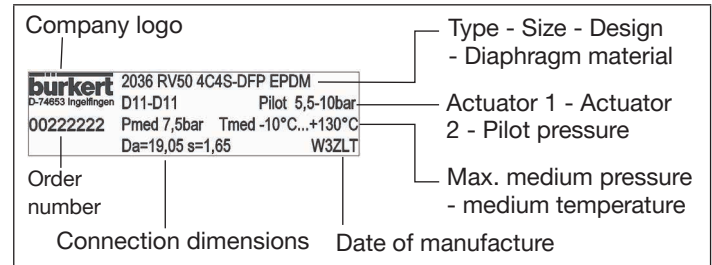 Company logo
Type - Size - Design
- Diaphragm material
bürkert
D-74653 Ingelfingen
2036 RV50 4C4S-DFP EPDM
D11-D11 Pilot 5,5-10bar
Actuator 1 - Actuator
2 - Pilot pressure
00222222
Pmed 7,5bar Tmed -10°C...+130°C
Da=19,05 s=1,65 W3ZLT
Max. medium pressure
- medium temperature
Order
number
Connection dimensions
Date of manufacture